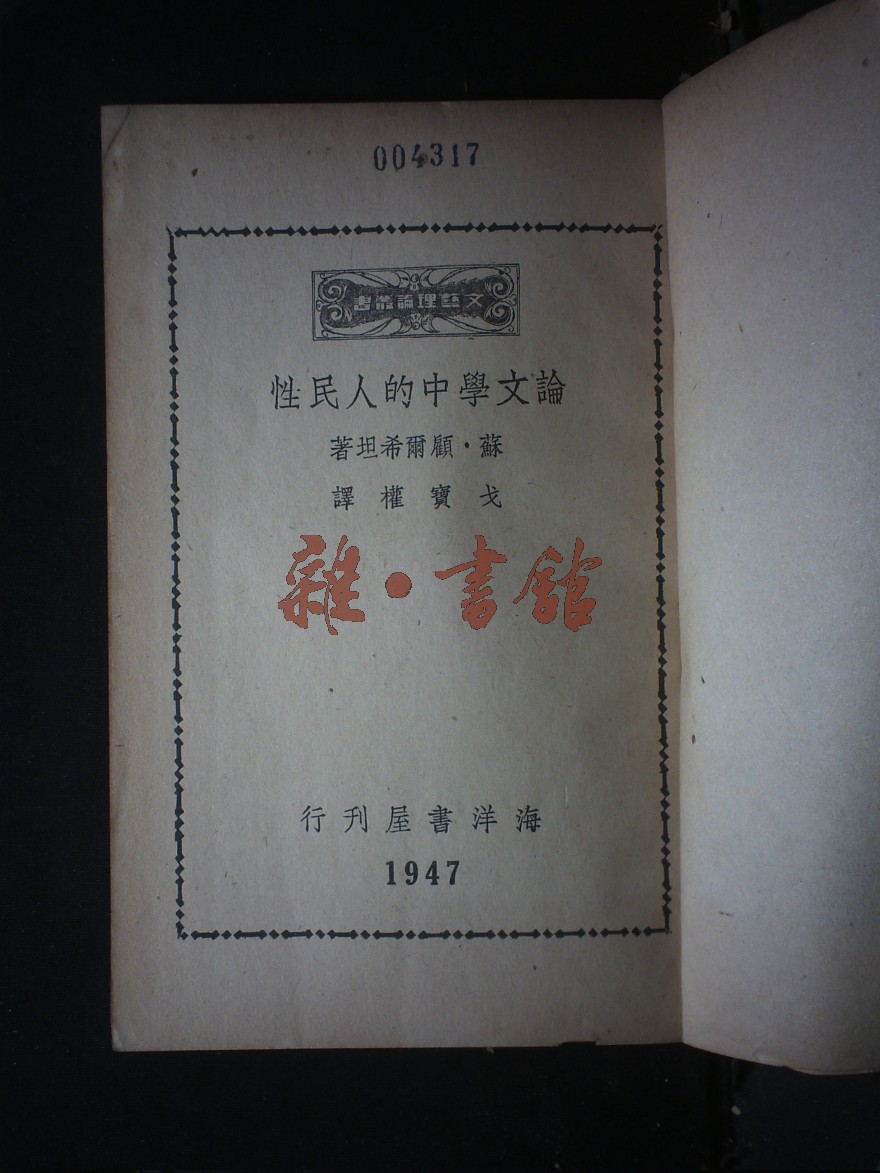 004317
文藝理論叢書
論文學中的人民性
蘇·顧爾希坦著
戈寶權譯
雜·書館
海洋書屋刊行
1947